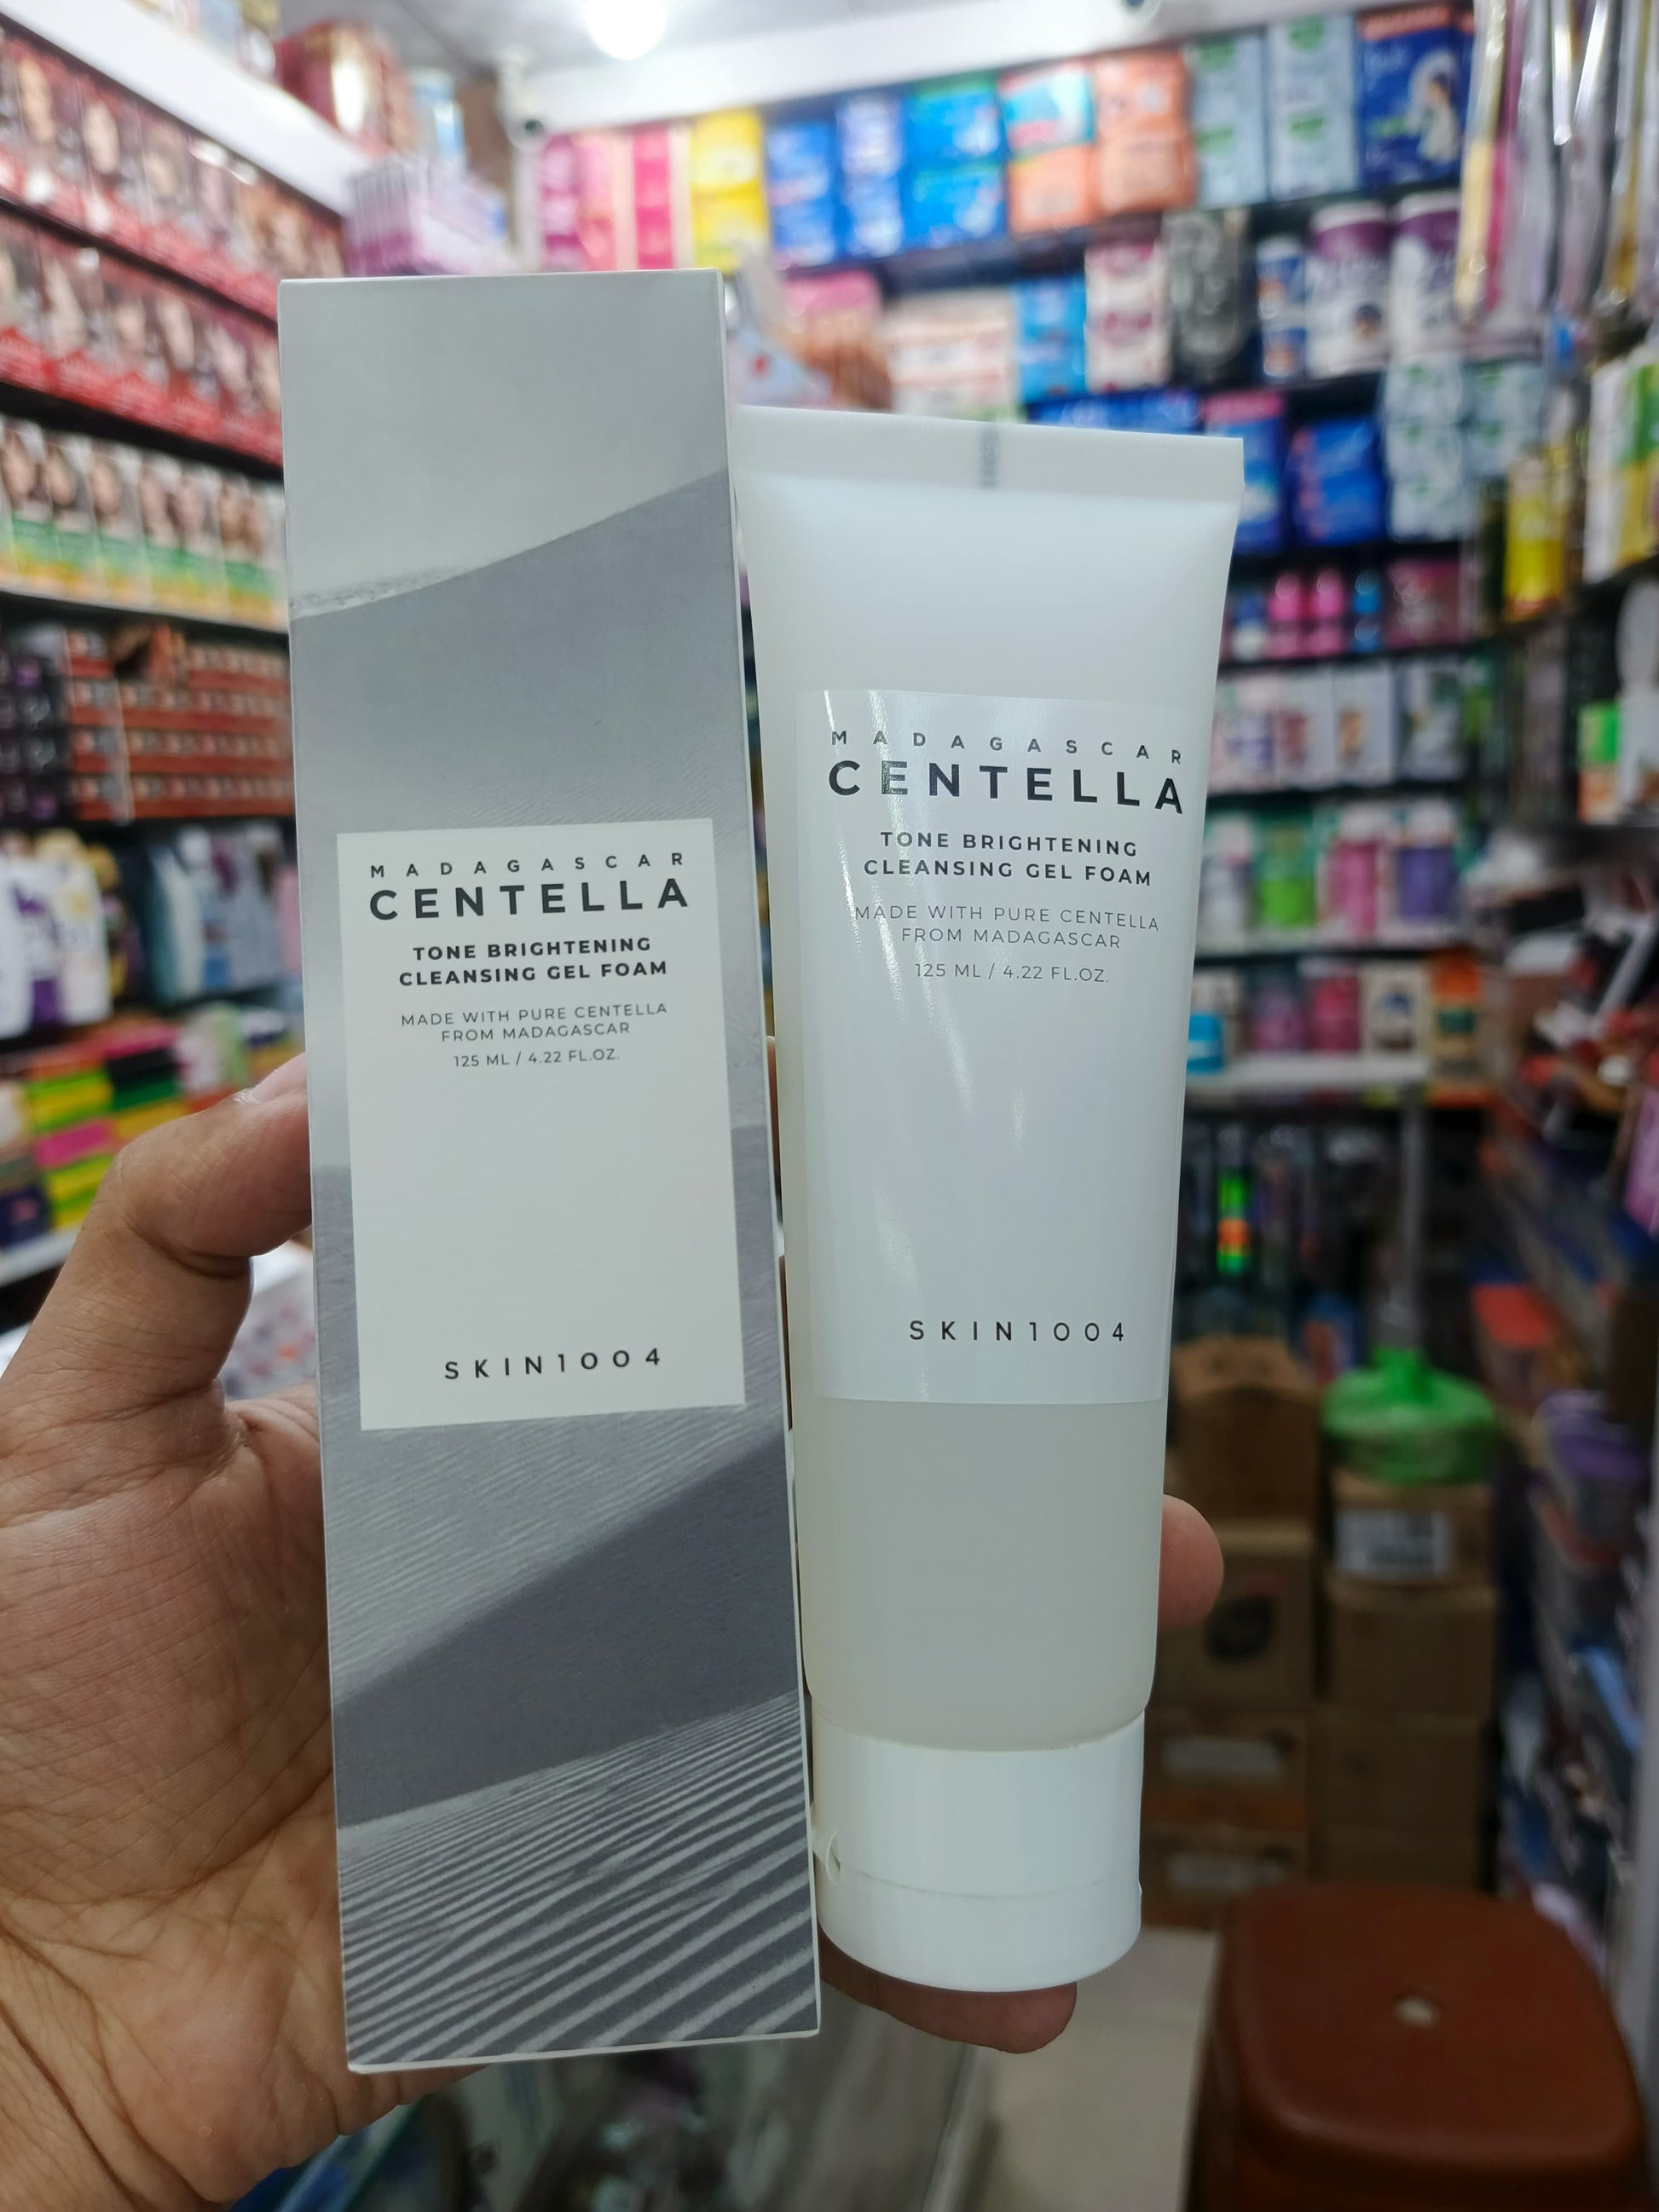 MADAGASCAR
CENTELLA
TONE BRIGHTENING
CLEANSING GEL FOAM
MADE WITH PURE CENTELLA
FROM MADAGASCAR
125 ML / 4.22 FL.OZ.
SKIN1004
MADAGASCAR
CENTELLA
TONE BRIGHTENING
CLEANSING GEL FOAM
MADE WITH PURE CENTELLA
FROM MADAGASCAR
125 ML / 4.22 FL.OZ.
SKIN1004